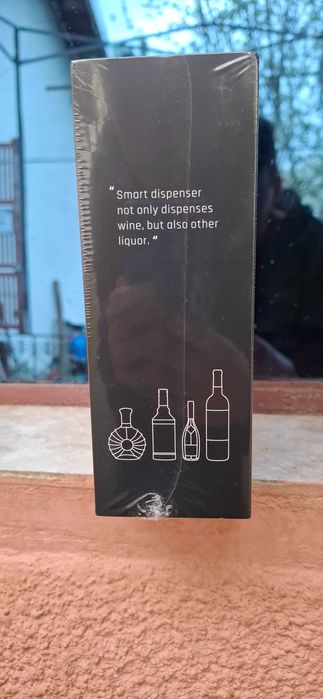 "Smart dispenser
not only dispenses
wine, but also other
liquor."